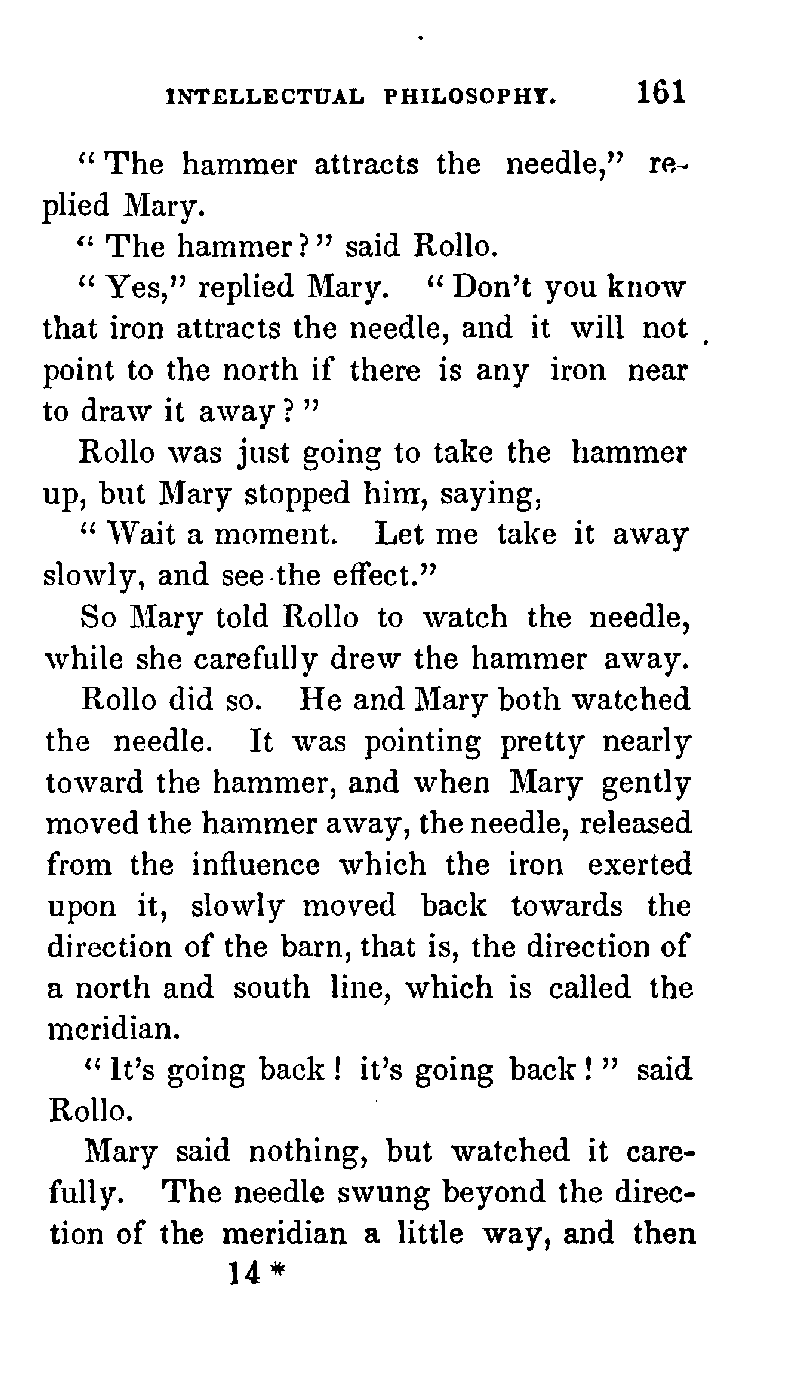 INTELLECTUAL PHILOSOPHY. 161
“ The hammer attracts the needle,” re-
plied Mary.
“ The hammer ? ” said Rollo.
“ Yes,” replied Mary. “ Don’t you know
that iron attracts the needle, and it will not
point to the north if there is any iron near
to draw it away ? ”
Rollo was just going to take the hammer
up, but Mary stopped him, saying,
“ Wait a moment. Let me take it away
slowly, and see the effect.”
So Mary told Rollo to watch the needle,
while she carefully drew the hammer away.
Rollo did so. He and Mary both watched
the needle. It was pointing pretty nearly
toward the hammer, and when Mary gently
moved the hammer away, the needle, released
from the influence which the iron exerted
upon it, slowly moved back towards the
direction of the barn, that is, the direction of
a north and south line, which is called the
meridian.
“ It’s going back ! it’s going back ! ” said
Rollo.
Mary said nothing, but watched it care-
fully. The needle swung beyond the direc-
tion of the meridian a little way, and then
14 *